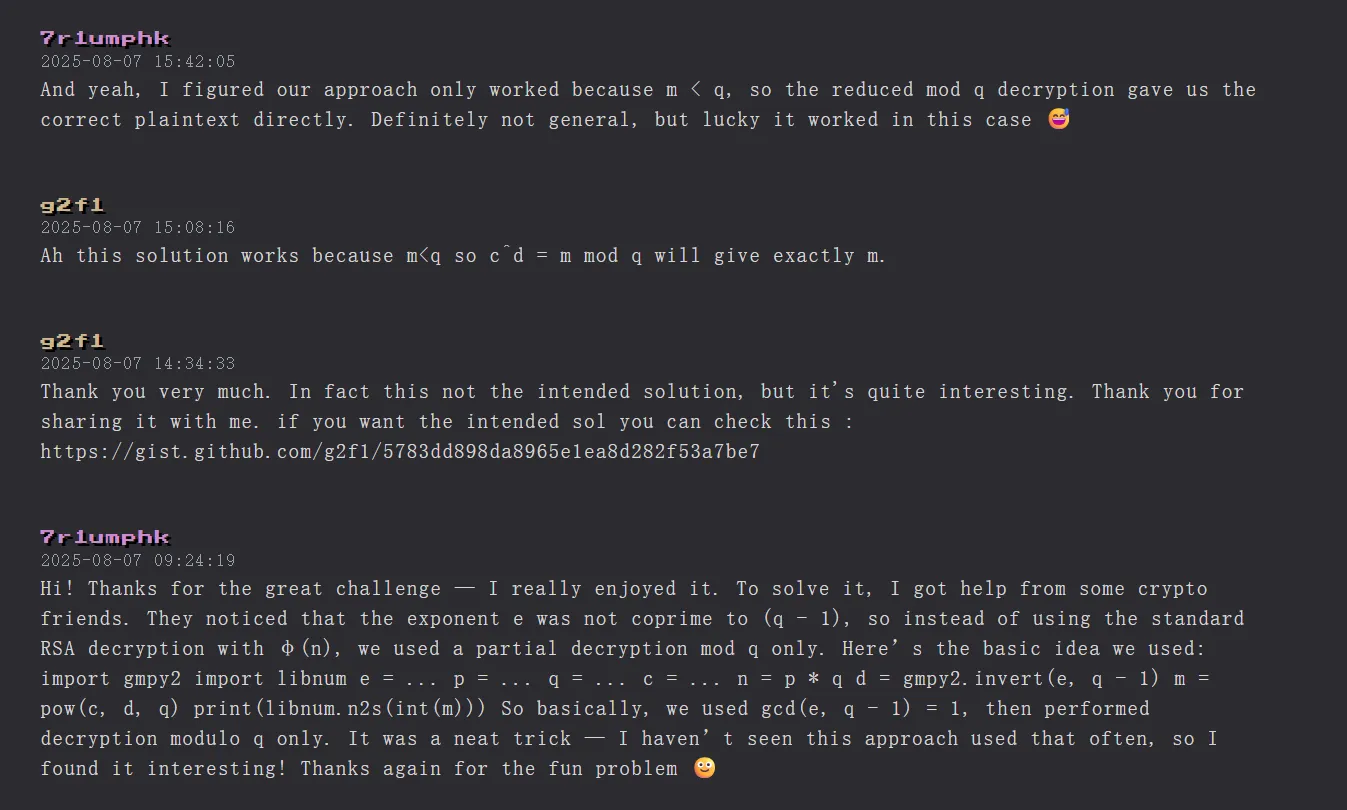 7r1umphk
2025-08-07 15:42:05
And yeah, I figured our approach only worked because m < q, so the reduced mod q decryption gave us the
correct plaintext directly. Definitely not general, but lucky it worked in this case 😅
g2f1
2025-08-07 15:08:16
Ah this solution works because m<q so c^d = m mod q will give exactly m.
g2f1
2025-08-07 14:34:33
Thank you very much. In fact this not the intended solution, but it's quite interesting. Thank you for
sharing it with me. if you want the intended sol you can check this :
https://gist.github.com/g2f1/5783dd898da8965e1ea8d282f53a7be7
7r1umphk
2025-08-07 09:24:19
Hi! Thanks for the great challenge — I really enjoyed it. To solve it, I got help from some crypto
friends. They noticed that the exponent e was not coprime to (q - 1), so instead of using the standard
RSA decryption with φ(n), we used a partial decryption mod q only. Here’s the basic idea we used:
import gmpy2 import libnum e = ... p = ... q = ... c = ... n = p * q d = gmpy2.invert(e, q - 1) m =
pow(c, d, q) print(libnum.n2s(int(m))) So basically, we used gcd(e, q - 1) = 1, then performed
decryption modulo q only. It was a neat trick — I haven’t seen this approach used that often, so I
found it interesting! Thanks again for the fun problem 🙂